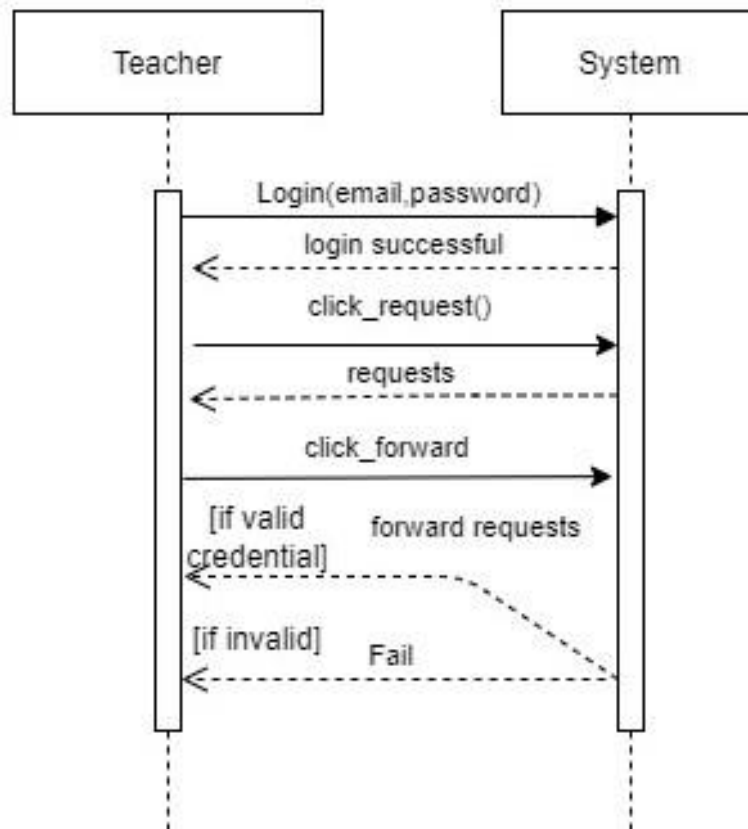 Teacher
System
Login(email,password)
login successful
click_request()
requests
click_forward
[if valid
credential]
forward requests
[if invalid]
Fail